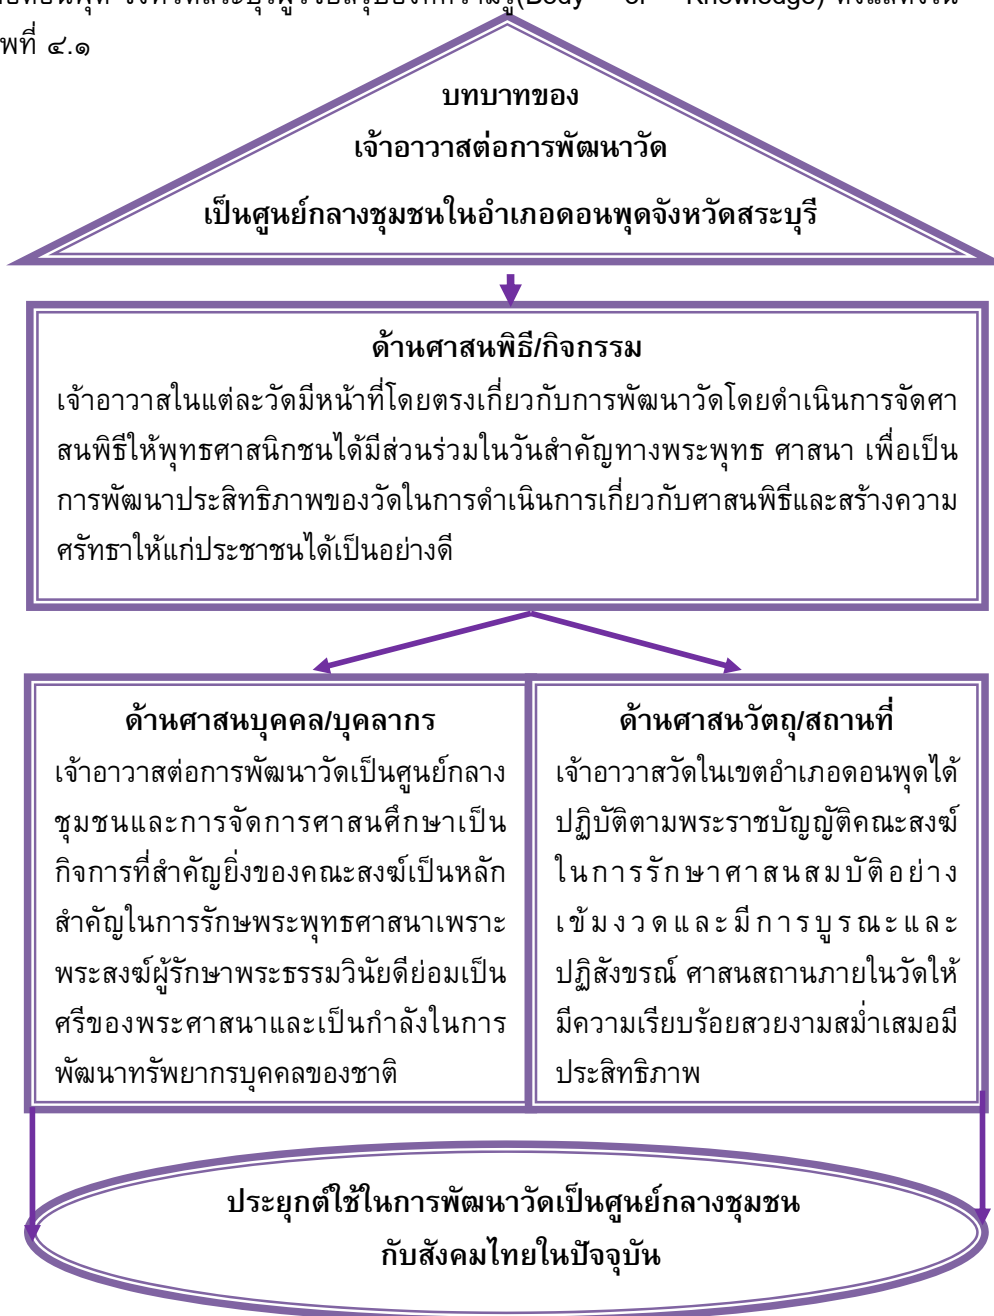 (Body of Knowledge)
พที่ ๔.๑
บทบาทของ
เจ้าอาวาสต่อการพัฒนาวัด
เป็นศูนย์กลางชุมชนในอำเภอดอนพุดจังหวัดสระบุรี
ด้านศาสนพิธี/กิจกรรม
เจ้าอาวาสในแต่ละวัดมีหน้าที่โดยตรงเกี่ยวกับการพัฒนาวัดโดยดำเนินการจัดศา
สนพิธีให้พุทธศาสนิกชนได้มีส่วนร่วมในวันสำคัญทางพระพุทธ ศาสนา เพื่อเป็น
การพัฒนาประสิทธิภาพของวัดในการดำเนินการเกี่ยวกับศาสนพิธีและสร้างความ
ศรัทธาให้แก่ประชาชนได้เป็นอย่างดี
ด้านศาสนบุคคล/บุคลากร
เจ้าอาวาสต่อการพัฒนาวัดเป็นศูนย์กลาง
ชุมชนและการจัดการศาสนศึกษาเป็น
กิจการที่สำคัญยิ่งของคณะสงฆ์เป็นหลัก
สำคัญในการรักษพระพุทธศาสนาเพราะ
พระสงฆ์ผู้รักษาพระธรรมวินัยดีย่อมเป็น
ศรีของพระศาสนาและเป็นกำลังในการ
พัฒนาทรัพยากรบุคคลของชาติ
ด้านศาสนวัตถุ/สถานที่
เจ้าอาวาสวัดในเขตอำเภอดอนพุดได้
ปฏิบัติตามพระราชบัญญัติคณะสงฆ์
ในการรักษาศาสนสมบัติอย่าง
เข้มงวดและมีการบูรณะและ
ปฏิสังขรณ์ ศาสนสถานภายในวัดให้
มีความเรียบร้อยสวยงามสม่ำเสมอมี
ประสิทธิภาพ
ประยุกต์ใช้ในการพัฒนาวัดเป็นศูนย์กลางชุมชน
กับสังคมไทยในปัจจุบัน